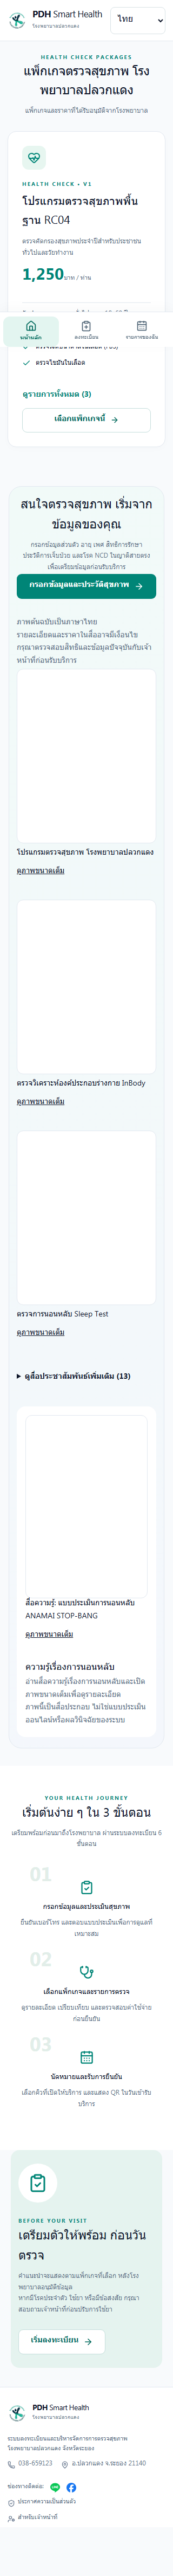 PDH Smart Health
โรงพยาบาลปลวกแดง
ไทย
HEALTH CHECK PACKAGES
แพ็กเกจตรวจสุขภาพ โรง
พยาบาลปลวกแดง
แพ็กเกจและราคาที่ได้รับอนุมัติจากโรงพยาบาล
HEALTH CHECK • V1
โปรแกรมตรวจสุขภาพพื้น
ฐาน RC04
ตรวจคัดกรองสุขภาพประจำปีสำหรับประชาชน
ทั่วไปและวัยทำงาน
1,250 บาท / ท่าน
หน้าหลัก
ลงทะเบียน
รายการของฉัน
ตรวจไขมันในเลือด
ดูรายการทั้งหมด (3)
เลือกแพ็กเกจนี้ →
สนใจตรวจสุขภาพ เริ่มจาก
ข้อมูลของคุณ
กรอกข้อมูลส่วนตัว อายุ เพศ สิทธิการรักษา
ประวัติการเจ็บป่วย และโรค NCD ในญาติสายตรง
เพื่อเตรียมข้อมูลก่อนรับบริการ
กรอกข้อมูลและประวัติสุขภาพ →
ภาพต้นฉบับเป็นภาษาไทย
รายละเอียดและราคาในสื่ออาจมีเงื่อนไข
กรุณาตรวจสอบสิทธิและข้อมูลปัจจุบันกับเจ้า
หน้าที่ก่อนรับบริการ
โปรแกรมตรวจสุขภาพ โรงพยาบาลปลวกแดง
ดูภาพขนาดเต็ม
ตรวจวิเคราะห์องค์ประกอบร่างกาย InBody
ดูภาพขนาดเต็ม
ตรวจการนอนหลับ Sleep Test
ดูภาพขนาดเต็ม
▶ ดูสื่อประชาสัมพันธ์เพิ่มเติม (13)
สื่อความรู้: แบบประเมินการนอนหลับ
ANAMAI STOP-BANG
ดูภาพขนาดเต็ม
ความรู้เรื่องการนอนหลับ
อ่านสื่อความรู้เรื่องการนอนหลับและเปิด
ภาพขนาดเต็มเพื่อดูรายละเอียด
ภาพนี้เป็นสื่อประกอบ ไม่ใช่แบบประเมิน
ออนไลน์หรือผลวินิจฉัยของระบบ
YOUR HEALTH JOURNEY
เริ่มต้นง่าย ๆ ใน 3 ขั้นตอน
เตรียมพร้อมก่อนมาถึงโรงพยาบาล ผ่านระบบลงทะเบียน 6
ขั้นตอน
01
กรอกข้อมูลและประเมินสุขภาพ
ยืนยันเบอร์โทร และตอบแบบประเมินเพื่อการดูแลที่
เหมาะสม
02
เลือกแพ็กเกจและรายการตรวจ
ดูรายละเอียด เปรียบเทียบ และตรวจสอบค่าใช้จ่าย
ก่อนยืนยัน
03
นัดหมายและรับการยืนยัน
เลือกคิวที่เปิดให้บริการ และแสดง QR ในวันเข้ารับ
บริการ
BEFORE YOUR VISIT
เตรียมตัวให้พร้อม ก่อนวัน
ตรวจ
คำแนะนำจะแสดงตามแพ็กเกจที่เลือก หลังโรง
พยาบาลอนุมัติข้อมูล
หากมีโรคประจำตัว ใช้ยา หรือมีข้อสงสัย กรุณา
สอบถามเจ้าหน้าที่ก่อนปรับการใช้ยา
เริ่มลงทะเบียน →
PDH Smart Health
โรงพยาบาลปลวกแดง
ระบบลงทะเบียนและบริหารจัดการการตรวจสุขภาพ
โรงพยาบาลปลวกแดง จังหวัดระยอง
038-659123
อ.ปลวกแดง จ.ระยอง 21140
ช่องทางติดต่อ:
ประกาศความเป็นส่วนตัว
สำหรับเจ้าหน้าที่